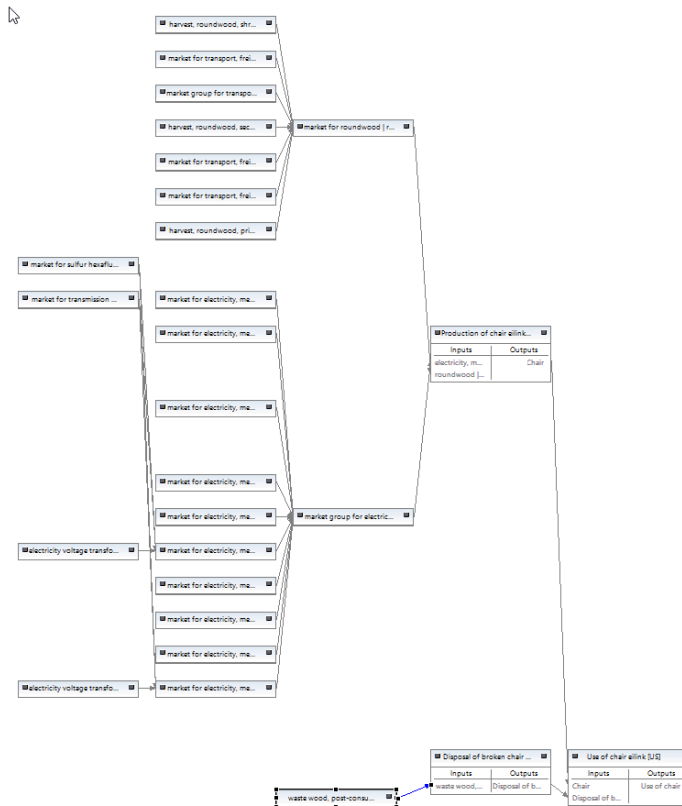 harvest, roundwood, shr...
market for transport, frei...
market group for transpo...
harvest, roundwood, sec...
market for roundwood | r...
market for transport, frei...
market for transport, frei...
harvest, roundwood, pri...
market for sulfur hexaflu...
market for transmission ...
market for electricity, me...
market for electricity, me...
Production of chair eilink...
Inputs Outputs
electricity, m... Chair
roundwood |...
market for electricity, me...
market for electricity, me...
market for electricity, me...
market group for electric...
electricity voltage transfo...
market for electricity, me...
market for electricity, me...
market for electricity, me...
market for electricity, me...
electricity voltage transfo...
market for electricity, me...
Disposal of broken chair ...
Inputs Outputs
waste wood,... Disposal of b...
Use of chair eilink [US]
Inputs Outputs
Chair Use of chair
Disposal of b...
waste wood, post-consu...